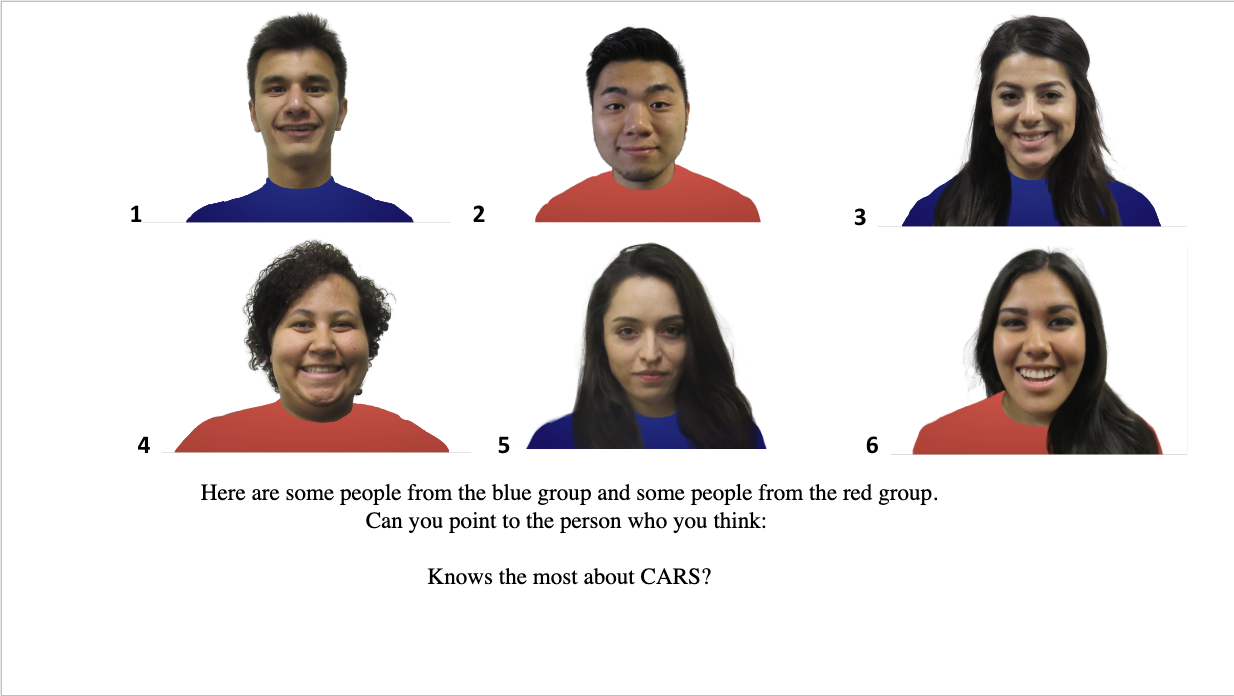 1
2
3
4
5
6
Here are some people from the blue group and some people from the red group.
Can you point to the person who you think:
Knows the most about CARS?